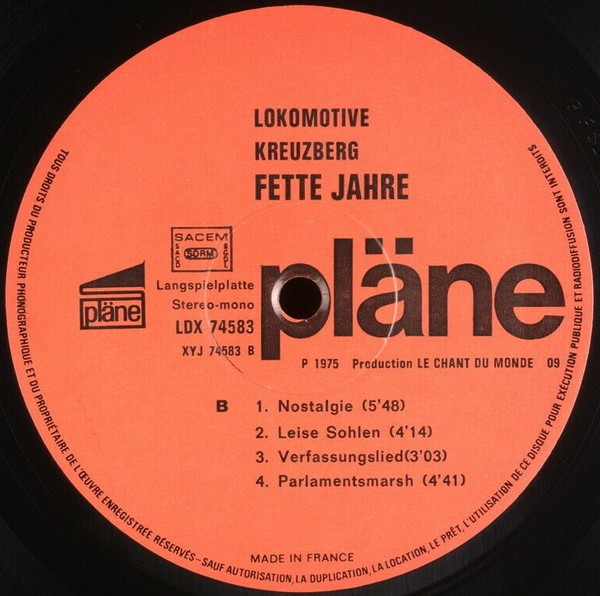 LOKOMOTIVE
KREUZBERG
FETTE JAHRE
SACEM
SACD
SDRM
SGDL
pläne
Langspielplatte
Stereo-mono
LDX 74583
XYJ 74583 B
pläne
P 1975 Production LE CHANT DU MONDE 09
B 1. Nostalgie (5'48)
2. Leise Sohlen (4'14)
3. Verfassungslied(3'03)
4. Parlamentsmarsh (4'41)
MADE IN FRANCE
TOUS DROITS DU PRODUCTEUR PHONOGRAPHIQUE ET DU PROPRIÉTAIRE DE L'ŒUVRE ENREGISTRÉE RÉSERVÉS-SAUF AUTORISATION, LA DUPLICATION, LA LOCATION, LE PRÊT, L'UTILISATION DE CE DISQUE POUR EXÉCUTION PUBLIQUE ET RADIODIFFUSION SONT INTERDITS